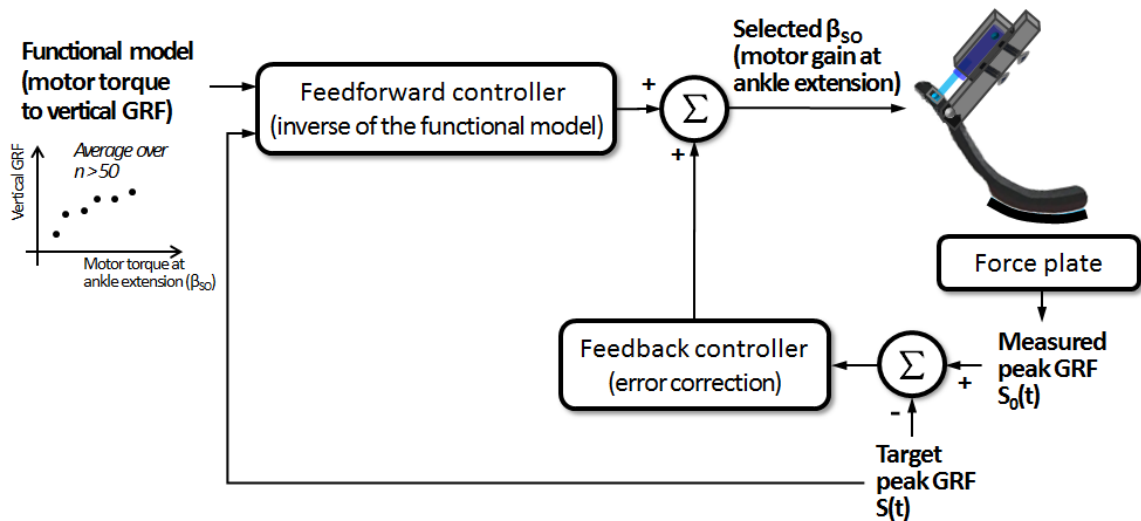 Functional model
(motor torque
to vertical GRF)
Vertical GRF
Average over
n >50
Motor torque at
ankle extension (βSO)
Feedforward controller
(inverse of the functional model)
+
Σ
+
Selected βSO
(motor gain at
ankle extension)
Force plate
Measured
peak GRF
S0(t)
Feedback controller
(error correction)
Σ
+
-
Target
peak GRF
S(t)